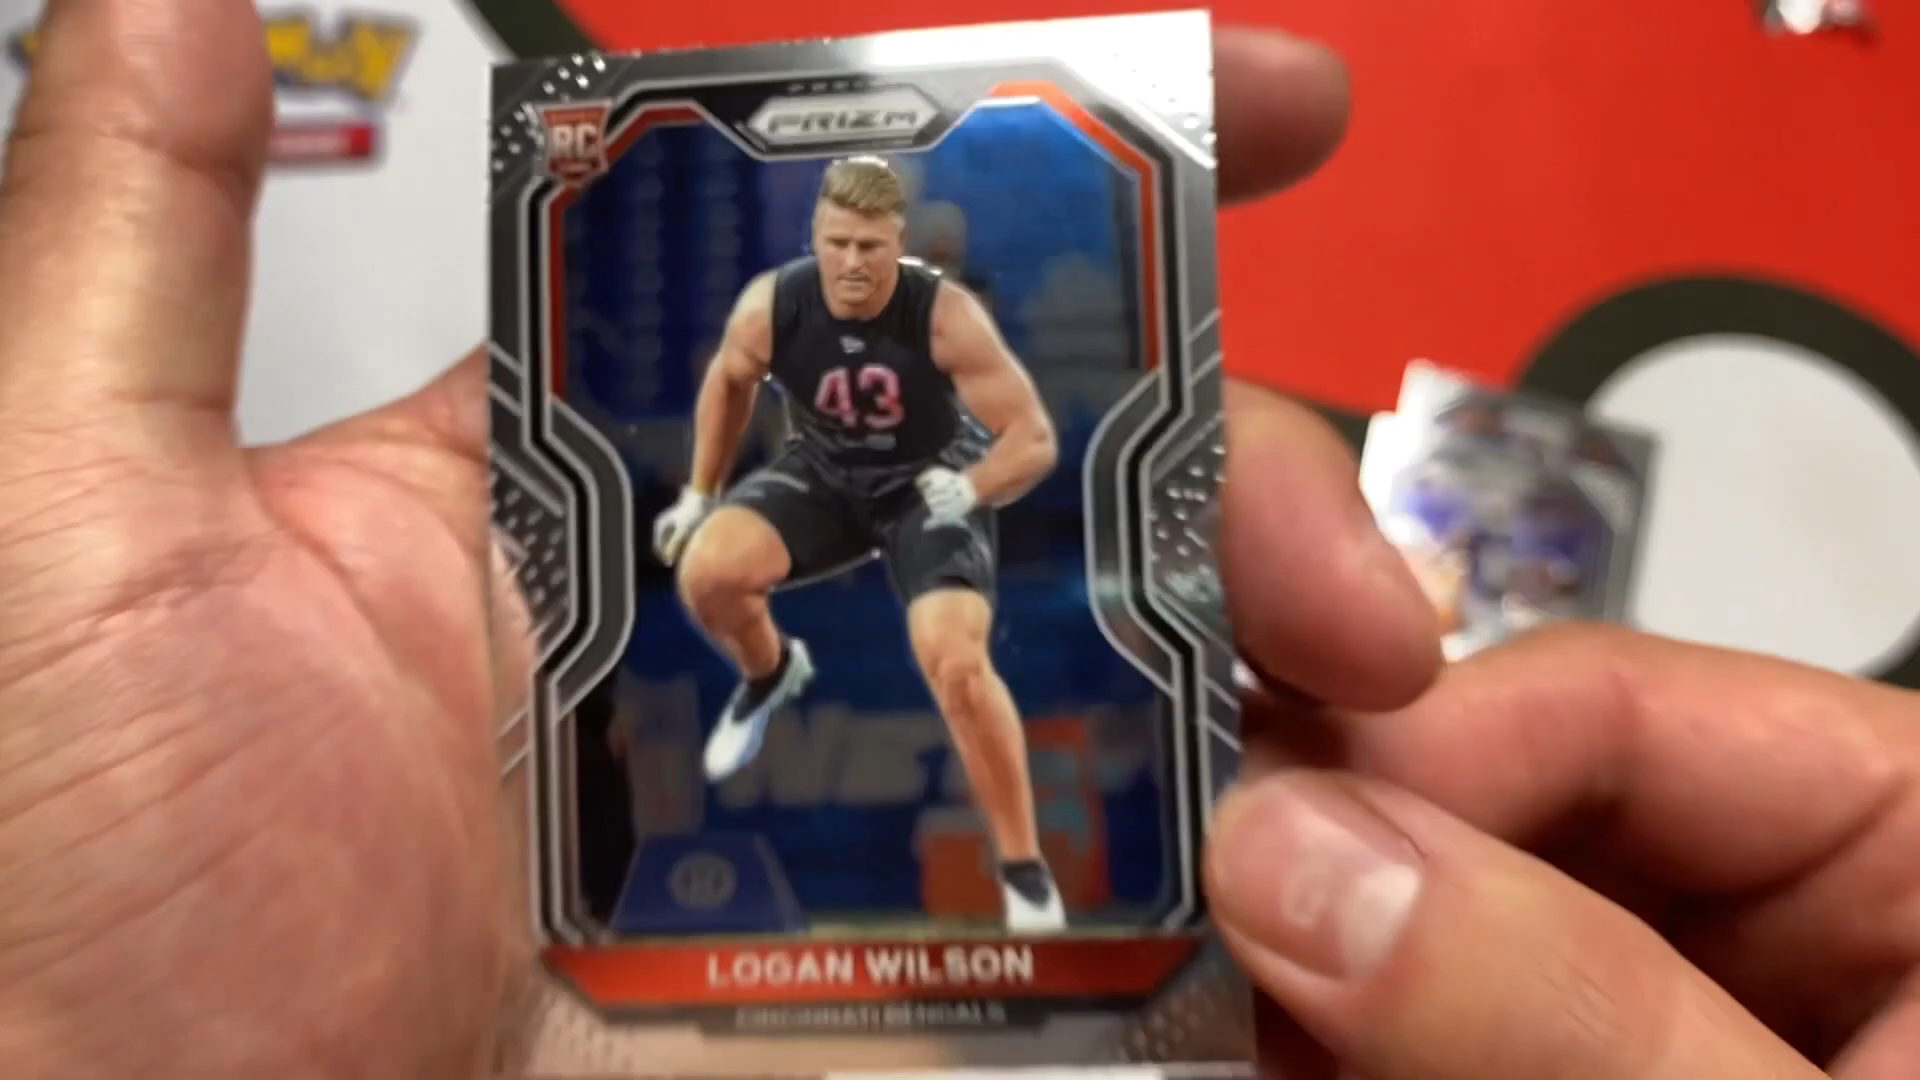 RC
PRIZM
43
LOGAN WILSON
CINCINNATI BENGALS